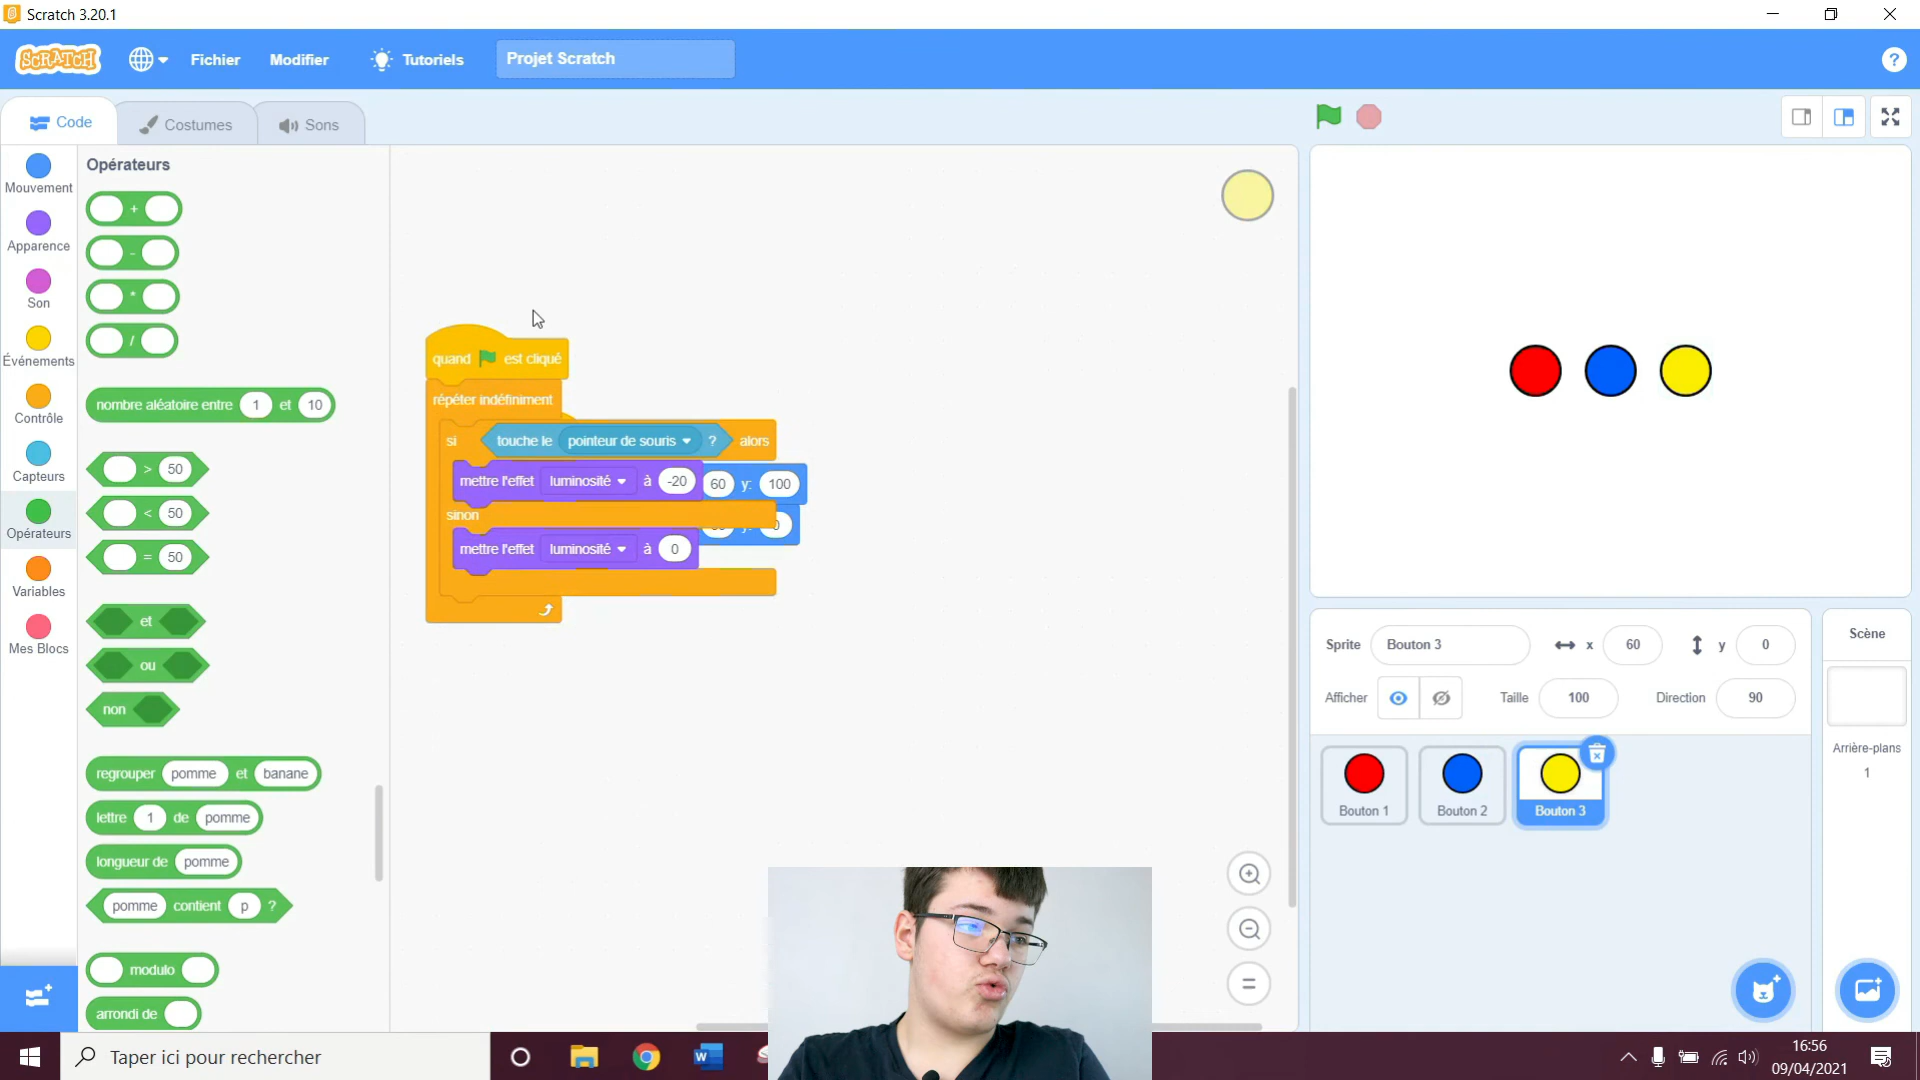 Scratch 3.20.1
SCRATCH
Fichier
Modifier
Tutoriels
Projet Scratch
?
Code
Costumes
Sons
Mouvement
Apparence
Son
Événements
Contrôle
Capteurs
Opérateurs
Variables
Mes Blocs
Opérateurs
+
-
*
/
nombre aléatoire entre 1 et 10
> 50
< 50
= 50
et
ou
non
regrouper pomme et banane
lettre 1 de pomme
longueur de pomme
pomme contient p ?
modulo
arrondi de
quand est cliqué
répéter indéfiniment
si touche le pointeur de souris ? alors
mettre l'effet luminosité à -20 60 y: 100
sinon
mettre l'effet luminosité à 0
Sprite Bouton 3 x 60 y 0
Afficher Taille 100 Direction 90
Bouton 1
Bouton 2
Bouton 3
Scène
Arrière-plans
1
Taper ici pour rechercher
16:56
09/04/2021